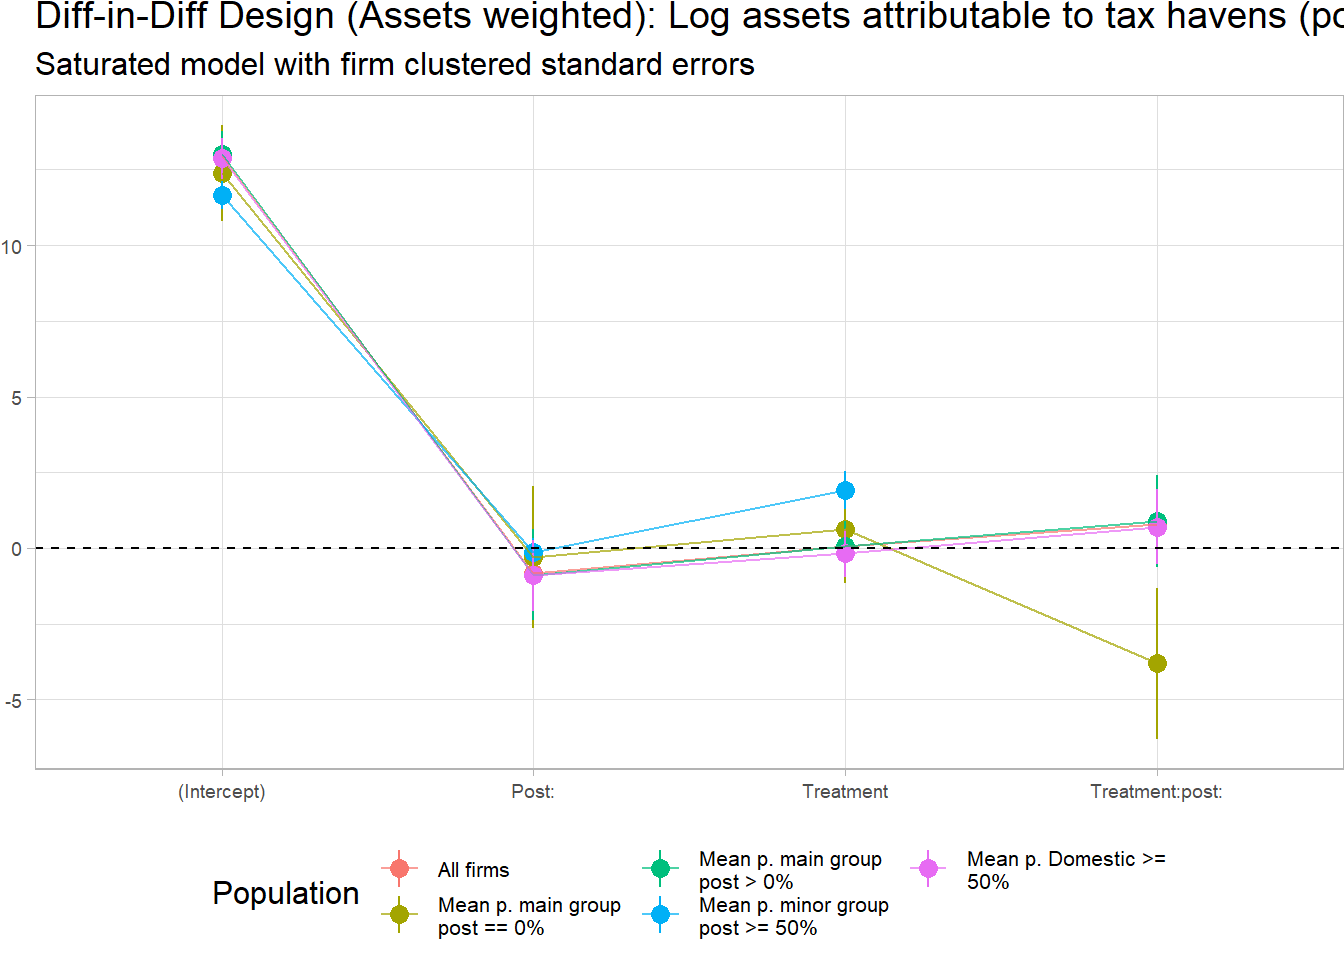 Diff-in-Diff Design (Assets weighted): Log assets attributable to tax havens (po
Saturated model with firm clustered standard errors
10
5
0
-5
(Intercept)
Post:
Treatment
Treatment:post:
Population
All firms
Mean p. main group
post == 0%
Mean p. main group
post > 0%
Mean p. minor group
post >= 50%
Mean p. Domestic >=
50%